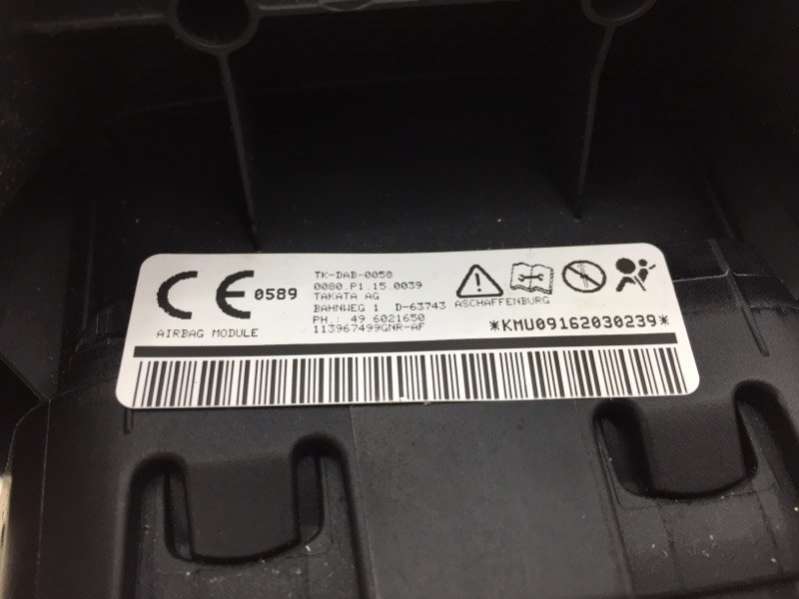 CE 0589
AIRBAG MODULE
TK-DAB-0058
0080 P1 15 0039
TAKATA AG
BAHNWEG 1 D-63743 ASCHAFFENBURG
PH.: 49 6021650
113967499GNR-AF
*KMU09162030239*